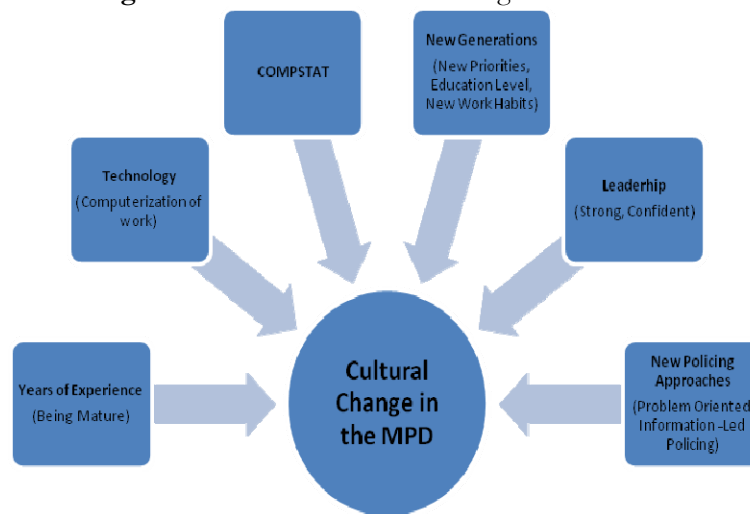 COMPSTAT
New Generations
(New Priorities,
Education Level,
New Work Habits)
Technology
(Computerization of
work)
Leaderhip
(Strong, Confident)
Years of Experience
(Being Mature)
Cultural
Change in
the MPD
New Policing
Approaches
(Problem Oriented
Information -Led
Policing)